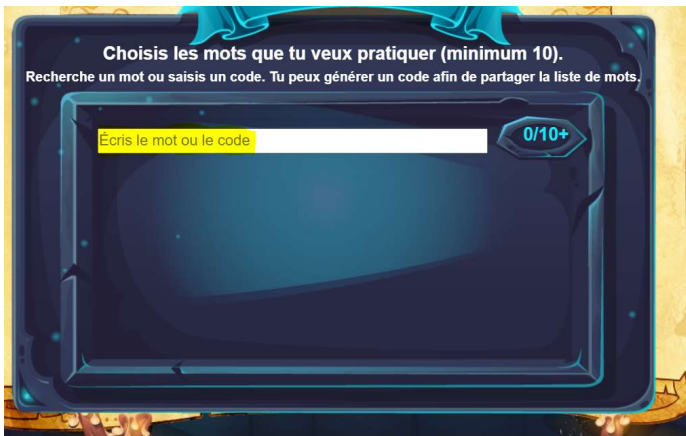 Choisis les mots que tu veux pratiquer (minimum 10).
Recherche un mot ou saisis un code. Tu peux générer un code afin de partager la liste de mots.
Écris le mot ou le code
0/10+